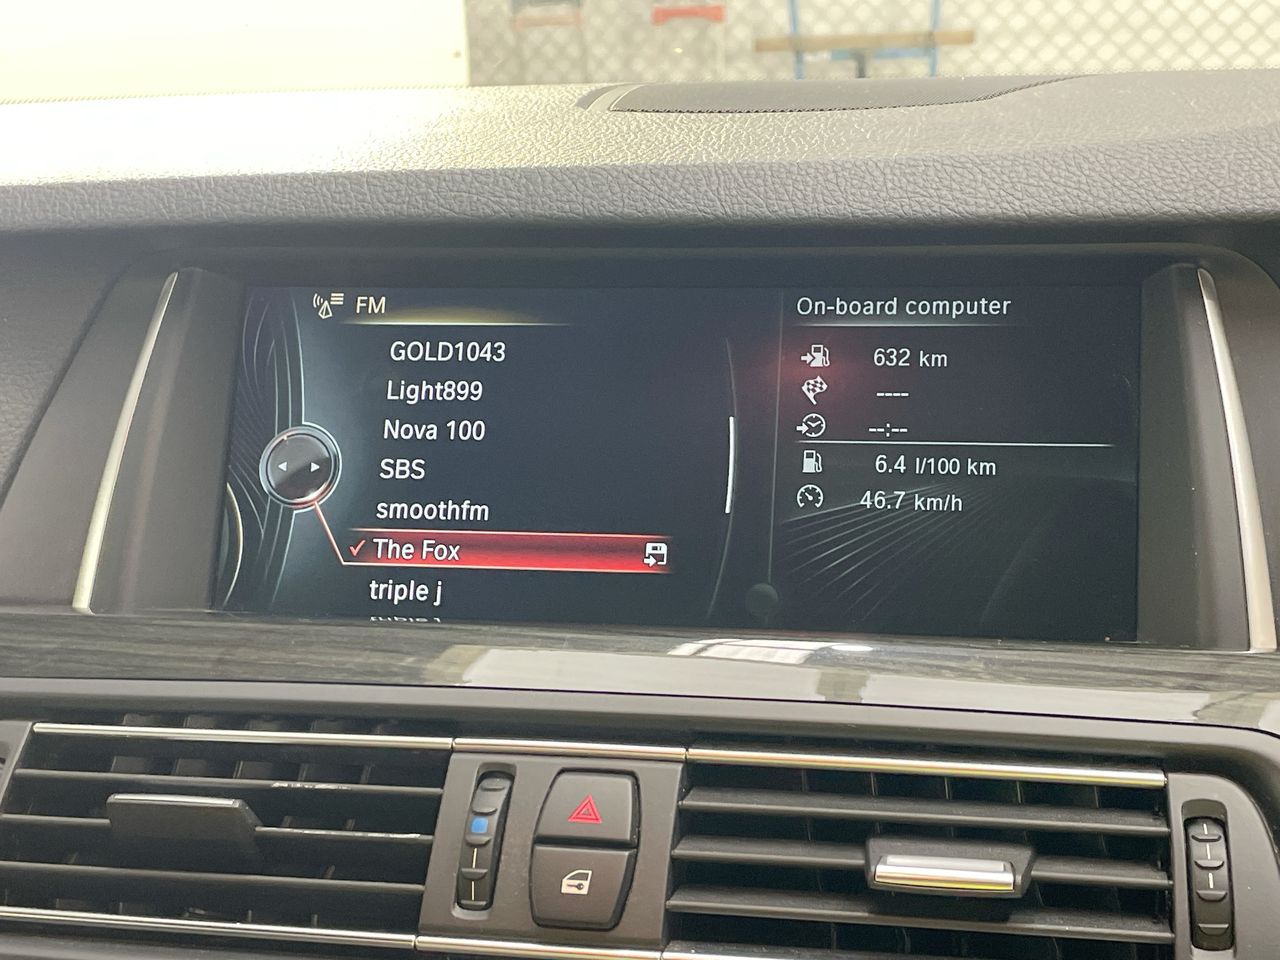 FM
GOLD1043
Light899
Nova 100
SBS
smoothfm
The Fox
triple j
On-board computer
632 km
----
--:--
6.4 l/100 km
46.7 km/h